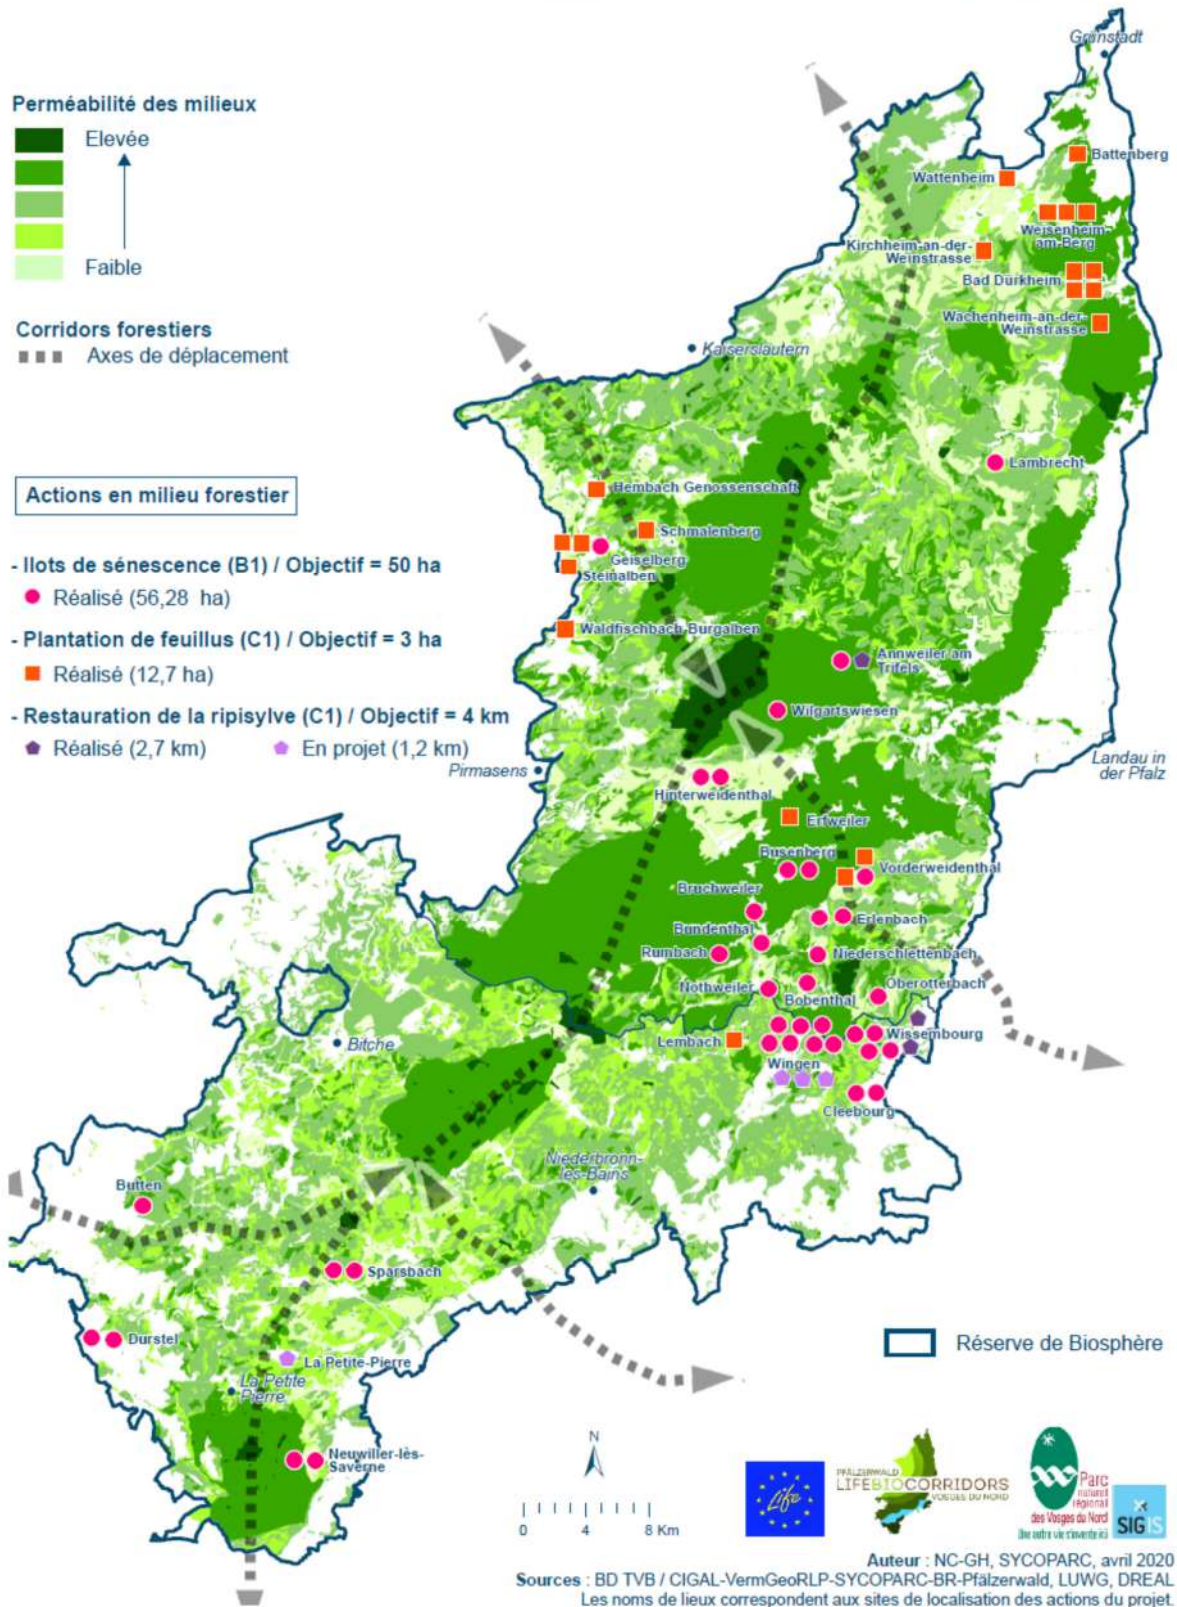 Perméabilité des milieux
Elevée
Faible
Corridors forestiers
Axes de déplacement
Actions en milieu forestier
- Ilots de sénescence (B1) / Objectif = 50 ha
Réalisé (56,28 ha)
- Plantation de feuillus (C1) / Objectif = 3 ha
Réalisé (12,7 ha)
- Restauration de la ripisylve (C1) / Objectif = 4 km
Réalisé (2,7 km)
En projet (1,2 km)
Grünstadt
Battenberg
Wattenheim
Weisenheim-
am-Berg
Kirchheim-an-der-
Weinstrasse
Bad Dürkheim
Wachenheim-an-der-
Weinstrasse
Kaiserslautern
Lambrecht
Hembach Genossenschaft
Schmalenberg
Geiselberg
Steinalben
Waldfischbach-Burgalben
Annweiler am
Trifels
Wilgartswiesen
Pirmasens
Landau in
der Pfalz
Hinterweidenthal
Erfweiler
Busenberg
Vorderweidenthal
Bruchweiler
Erlenbach
Bundenthal
Rumbach
Niederschlettenbach
Nothweiler
Bobenthal
Oberotterbach
Bitche
Lembach
Wissembourg
Wingen
Cleebourg
Niederbronn-
les-Bains
Butten
Sparsbach
Durstel
La Petite-Pierre
La Petite
Pierre
Neuwiller-lès-
Saverne
Réserve de Biosphère
N
0 4 8 Km
Life
PFÄLZERWALD
LIFEBIOCORRIDORS
VOSGES DU NORD
Parc
naturel
régional
des Vosges du Nord
Une autre vie s'invente ici
SIGIS
Auteur : NC-GH, SYCOPARC, avril 2020
Sources : BD TVB / CIGAL-VermGeoRLP-SYCOPARC-BR-Pfälzerwald, LUWG, DREAL
Les noms de lieux correspondent aux sites de localisation des actions du projet.